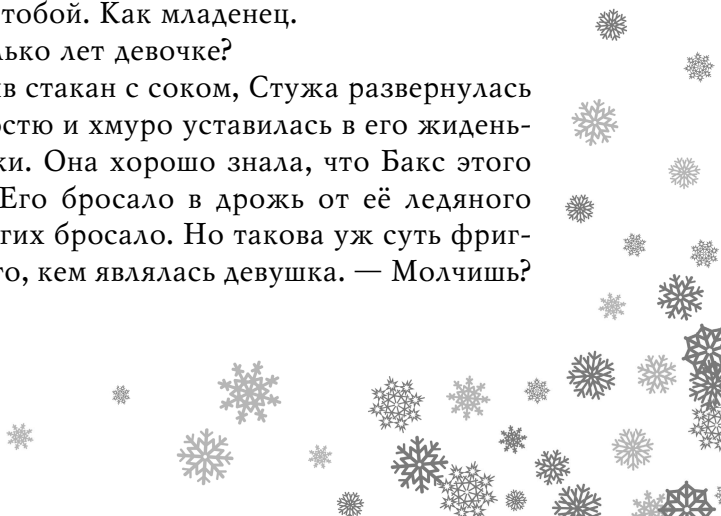 тобой. Как младенец.
лько лет девочке?
в стакан с соком, Стужа развернулась
стю и хмуро уставилась в его жидень-
ки. Она хорошо знала, что Бакс этого
Его бросало в дрожь от её ледяного
гих бросало. Но такова уж суть фриг-
го, кем являлась девушка. — Молчишь?